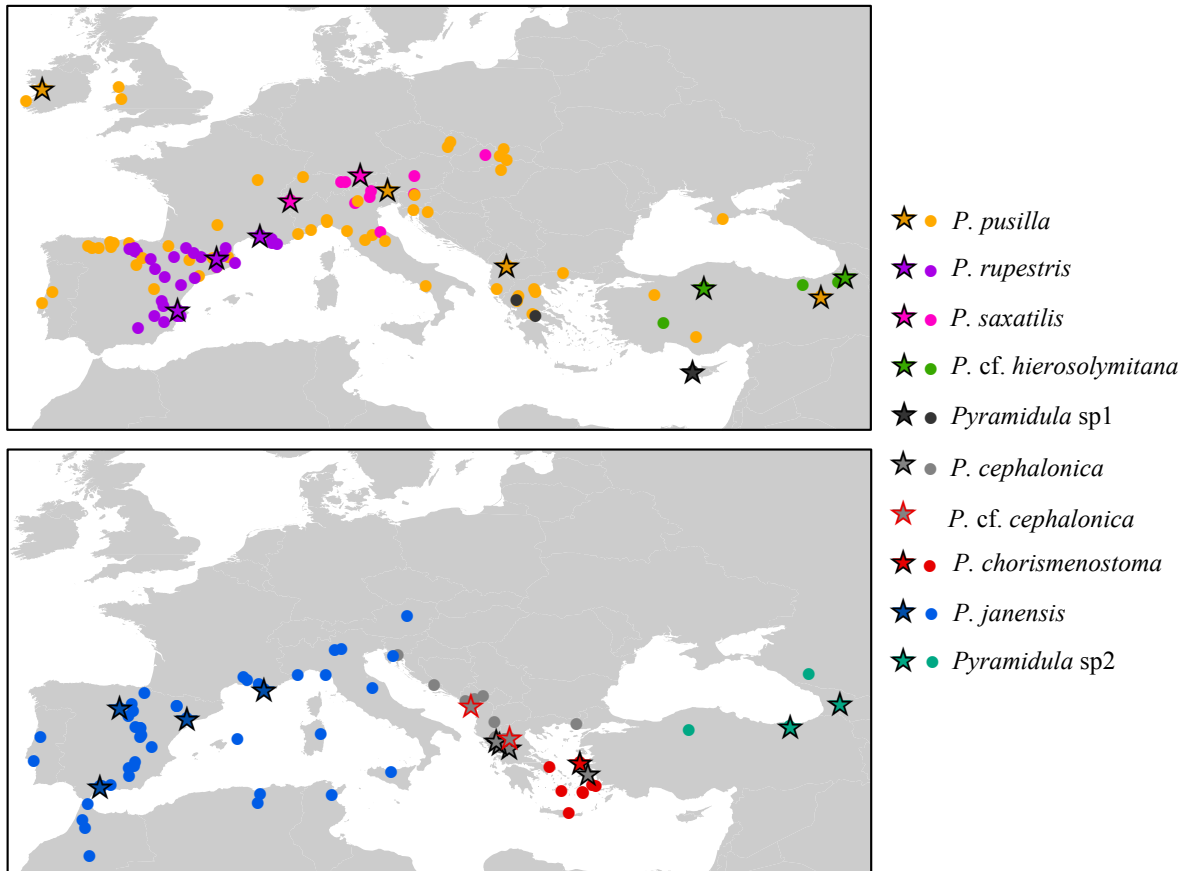 P. pusilla
P. rupestris
P. saxatilis
P. cf. hierosolymitana
Pyramidula sp1
P. cephalonica
P. cf. cephalonica
P. chorismenostoma
P. janensis
Pyramidula sp2